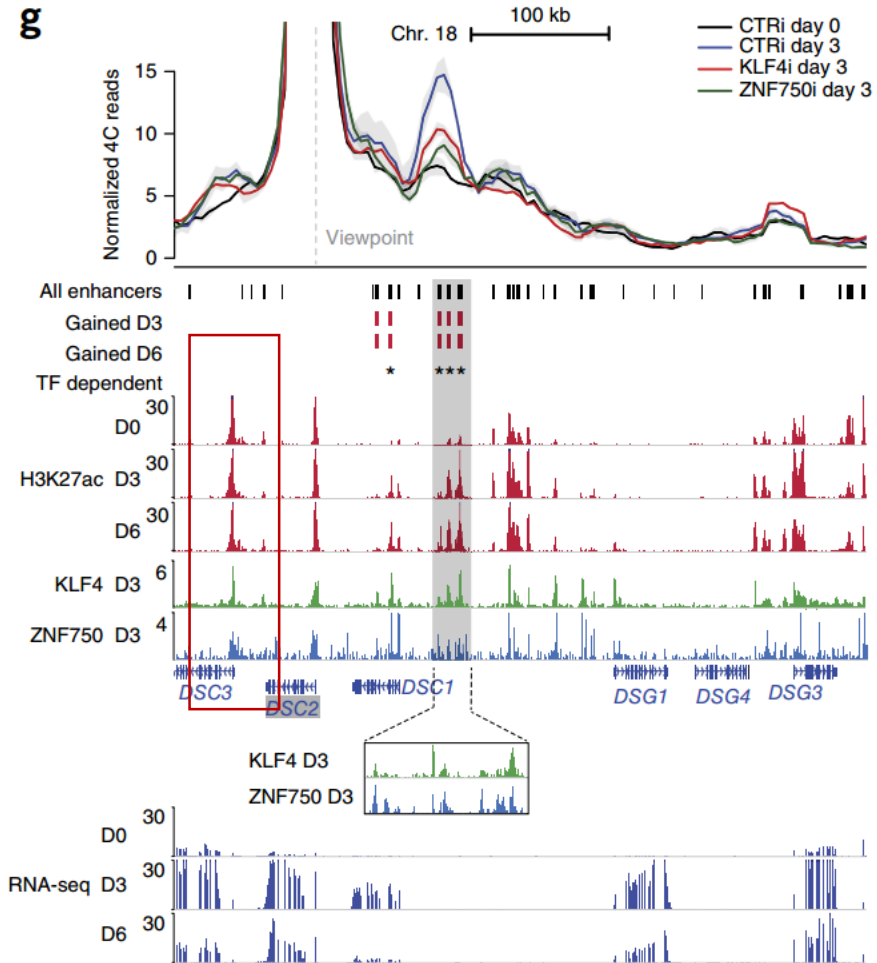 g
Chr. 18
100 kb
CTRi day 0
CTRi day 3
KLF4i day 3
ZNF750i day 3
Normalized 4C reads
15
10
5
0
Viewpoint
All enhancers
Gained D3
Gained D6
TF dependent
*
***
30
D0
30
H3K27ac D3
30
D6
6
KLF4 D3
4
ZNF750 D3
DSC3
DSC2
DSC1
DSG1
DSG4
DSG3
KLF4 D3
ZNF750 D3
30
D0
30
RNA-seq D3
30
D6